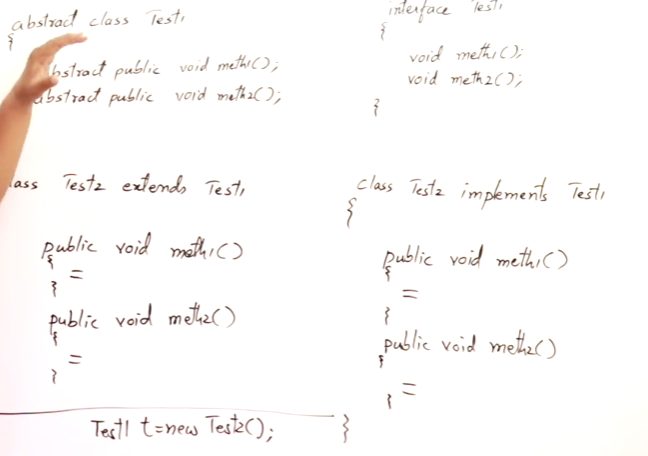 abstract class Test1
{
bstract public void meth1();
abstract public void meth2();
lass Test2 extends Test1
public void meth1()
{
=
}
public void meth2()
{
=
}
interface Test1
{
void meth1();
void meth2();
}
class Test2 implements Test1
{
public void meth1()
{
=
}
public void meth2()
{
=
}
}
Test1 t=new Test2();